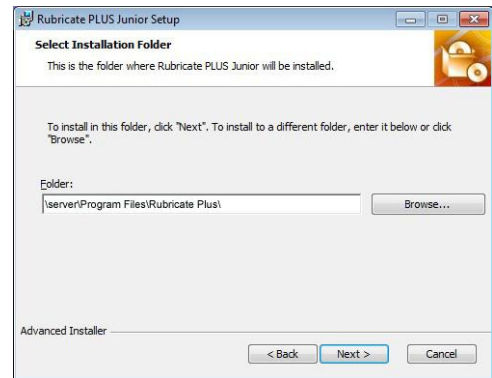 Rubricate PLUS Junior Setup
Select Installation Folder
This is the folder where Rubricate PLUS Junior will be installed.
To install in this folder, click "Next". To install to a different folder, enter it below or click
"Browse".
Folder:
\server\Program Files\Rubricate Plus\
Browse...
Advanced Installer
< Back
Next >
Cancel